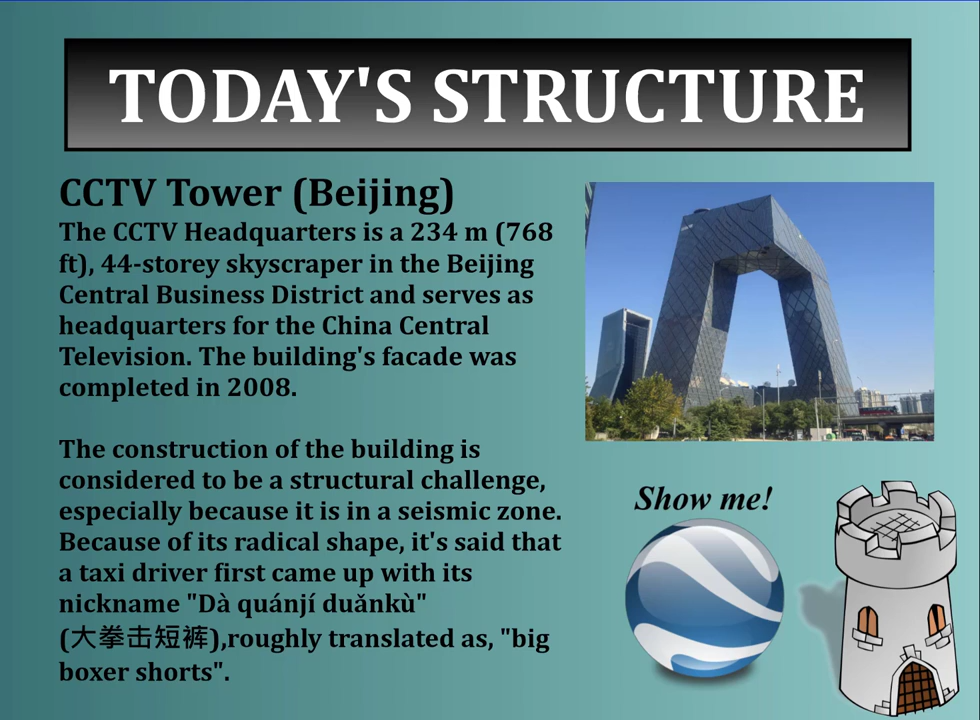 TODAY'S STRUCTURE
CCTV Tower (Beijing)
The CCTV Headquarters is a 234 m (768
ft), 44-storey skyscraper in the Beijing
Central Business District and serves as
headquarters for the China Central
Television. The building's facade was
completed in 2008.
The construction of the building is
considered to be a structural challenge,
especially because it is in a seismic zone.
Because of its radical shape, it's said that
a taxi driver first came up with its
nickname "Dà quánjí duǎnkù"
(大拳击短裤),roughly translated as, "big
boxer shorts".
Show me!